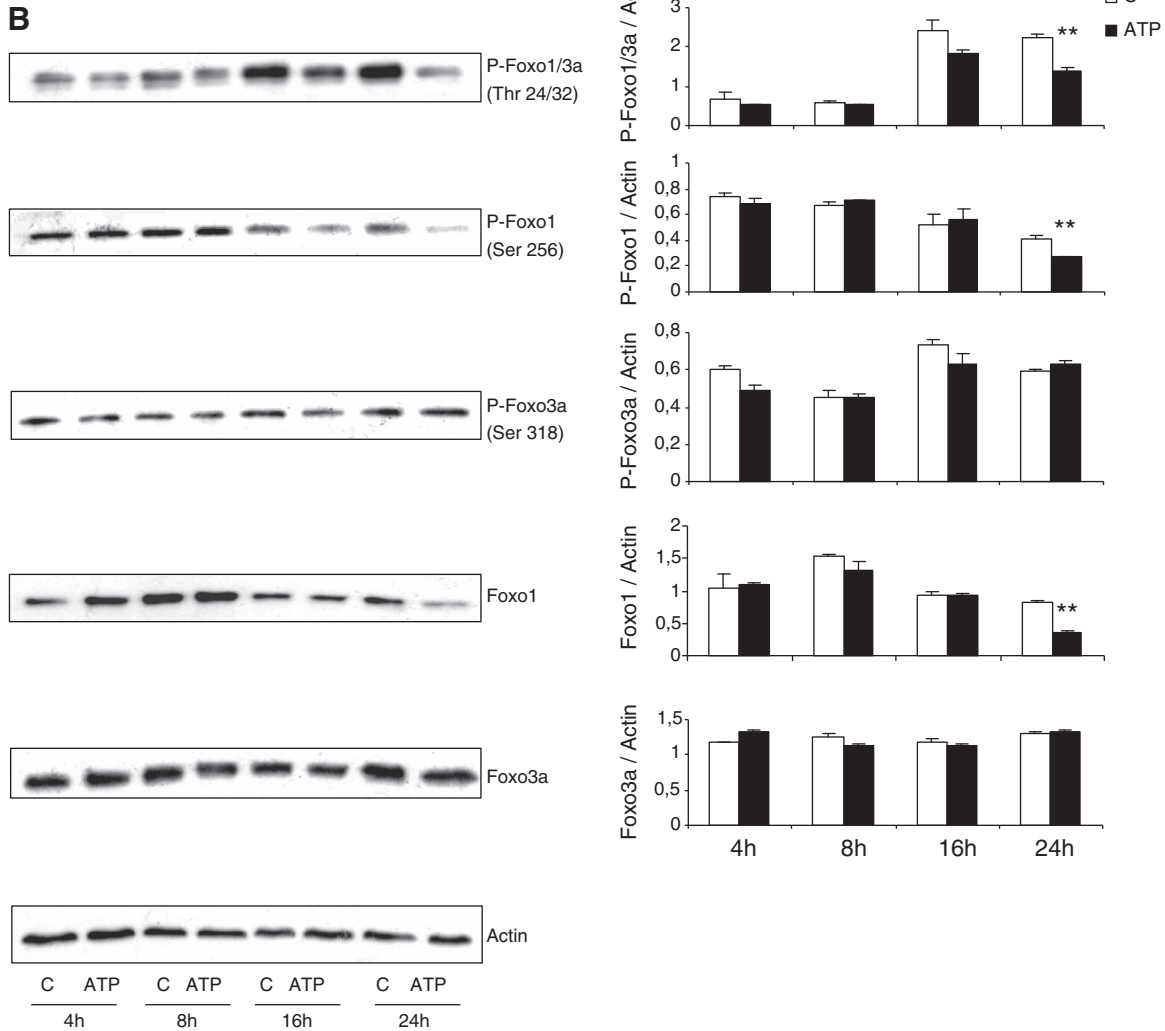 B
P-Foxo1/3a
(Thr 24/32)
P-Foxo1
(Ser 256)
P-Foxo3a
(Ser 318)
Foxo1
Foxo3a
Actin
C ATP C ATP C ATP C ATP
4h 8h 16h 24h
ATP
P-Foxo1/3a /
3
2
1
0
**
P-Foxo1 / Actin
1
0,8
0,6
0,4
0,2
0
**
P-Foxo3a / Actin
0,8
0,6
0,4
0,2
0
Foxo1 / Actin
2
1,5
1
0,5
0
**
Foxo3a / Actin
1,5
1
0,5
0
4h 8h 16h 24h